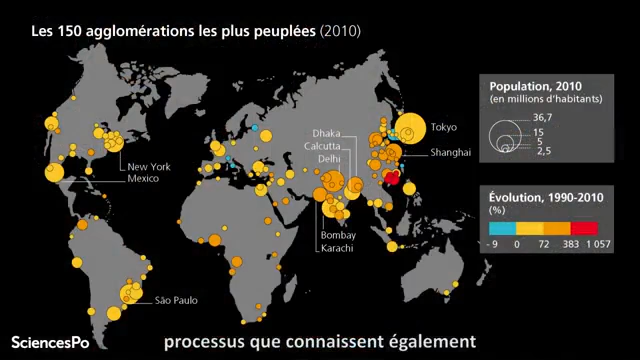 Les 150 agglomérations les plus peuplées (2010)
Population, 2010
(en millions d'habitants)
36,7
15
5
2,5
Évolution, 1990-2010
(%)
- 9 0 72 383 1 057
Tokyo
Shanghai
Dhaka
Calcutta
Delhi
New York
Mexico
Bombay
Karachi
São Paulo
SciencesPo
processus que connaissent également